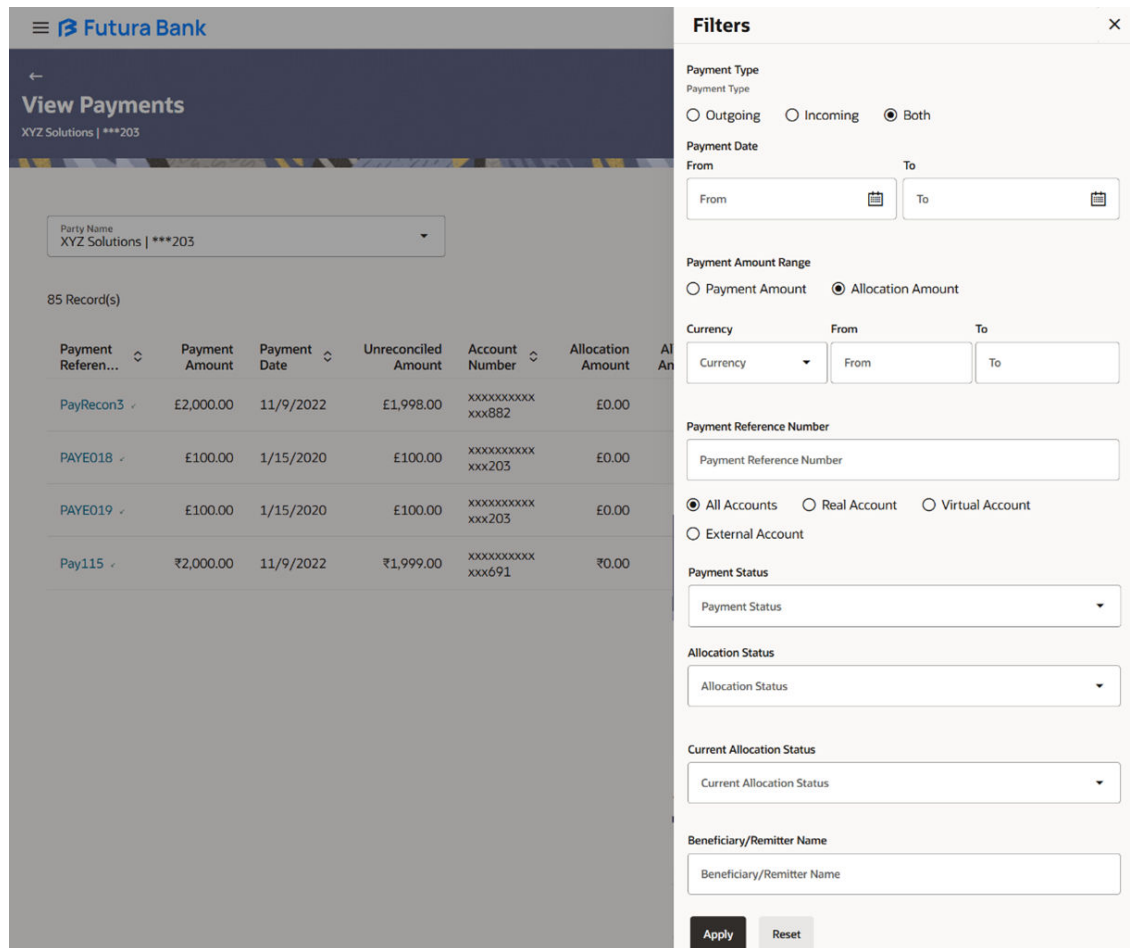 Futura Bank
View Payments
XYZ Solutions | ***203
Party Name
XYZ Solutions | ***203
85 Record(s)
Payment Referen... Payment Amount Payment Date Unreconciled Amount Account Number Allocation Amount Al An
PayRecon3 £2,000.00 11/9/2022 £1,998.00 xxxxxxxxxx xxx882 £0.00
PAYE018 £100.00 1/15/2020 £100.00 xxxxxxxxxx xxx203 £0.00
PAYE019 £100.00 1/15/2020 £100.00 xxxxxxxxxx xxx203 £0.00
Pay115 ₹2,000.00 11/9/2022 ₹1,999.00 xxxxxxxxxx xxx691 ₹0.00
Filters
Payment Type
Payment Type
Outgoing Incoming Both
Payment Date
From To
From To
Payment Amount Range
Payment Amount Allocation Amount
Currency From To
Currency From To
Payment Reference Number
Payment Reference Number
All Accounts Real Account Virtual Account
External Account
Payment Status
Payment Status
Allocation Status
Allocation Status
Current Allocation Status
Current Allocation Status
Beneficiary/Remitter Name
Beneficiary/Remitter Name
Apply Reset